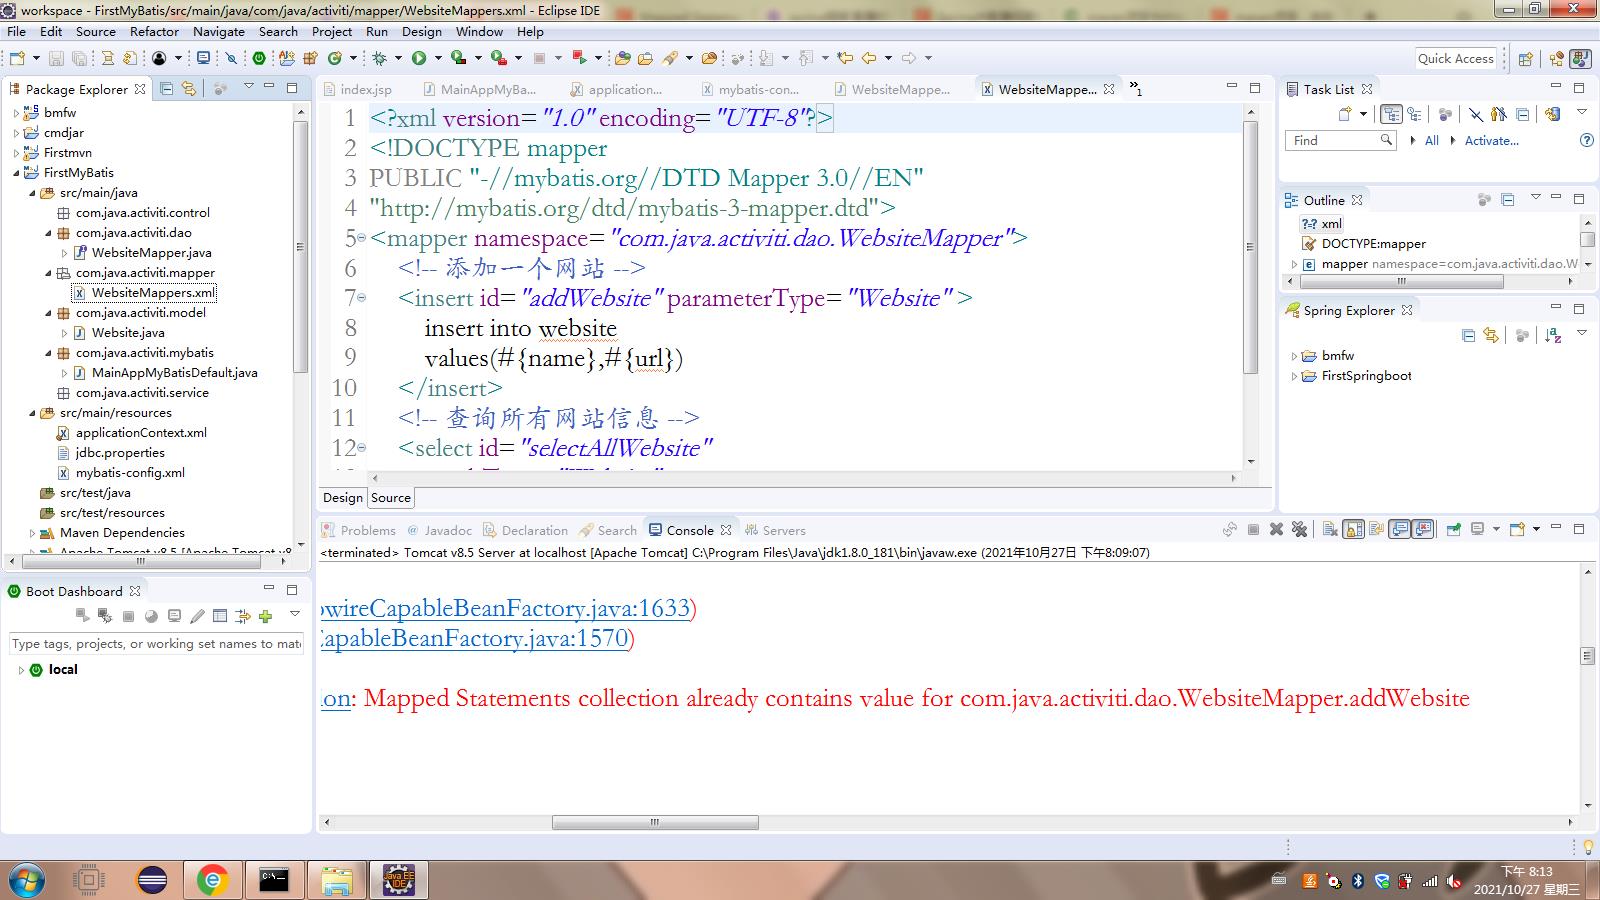 workspace - FirstMyBatis/src/main/java/com/java/activiti/mapper/WebsiteMappers.xml - Eclipse IDE
File Edit Source Refactor Navigate Search Project Run Design Window Help
Quick Access
Package Explorer
bmfw
cmdjar
Firstmvn
FirstMyBatis
src/main/java
com.java.activiti.control
com.java.activiti.dao
WebsiteMapper.java
com.java.activiti.mapper
WebsiteMappers.xml
com.java.activiti.model
Website.java
com.java.activiti.mybatis
MainAppMyBatisDefault.java
com.java.activiti.service
src/main/resources
applicationContext.xml
jdbc.properties
mybatis-config.xml
src/test/java
src/test/resources
Maven Dependencies
Apache Tomcat v8.5 [Apache Tomcat v8
Boot Dashboard
Type tags, projects, or working set names to mat
local
index.jsp MainAppMyBa... application... mybatis-con... WebsiteMappe... WebsiteMappe... »1
1 <?xml version="1.0" encoding="UTF-8"?>
2 <!DOCTYPE mapper
3 PUBLIC "-//mybatis.org//DTD Mapper 3.0//EN"
4 "http://mybatis.org/dtd/mybatis-3-mapper.dtd">
5 <mapper namespace="com.java.activiti.dao.WebsiteMapper">
6 <!-- 添加一个网站 -->
7 <insert id="addWebsite" parameterType="Website" >
8 insert into website
9 values(#{name},#{url})
10 </insert>
11 <!-- 查询所有网站信息 -->
12 <select id="selectAllWebsite"
Design Source
Problems Javadoc Declaration Search Console Servers
<terminated> Tomcat v8.5 Server at localhost [Apache Tomcat] C:\Program Files\Java\jdk1.8.0_181\bin\javaw.exe (2021年10月27日 下午8:09:07)
owireCapableBeanFactory.java:1633)
CapableBeanFactory.java:1570)
ion: Mapped Statements collection already contains value for com.java.activiti.dao.WebsiteMapper.addWebsite
Task List
Find All Activate...
Outline
xml
DOCTYPE:mapper
mapper namespace=com.java.activiti.dao.W
Spring Explorer
bmfw
FirstSpringboot
Java EE
IDE
下午 8:13
2021/10/27 星期三